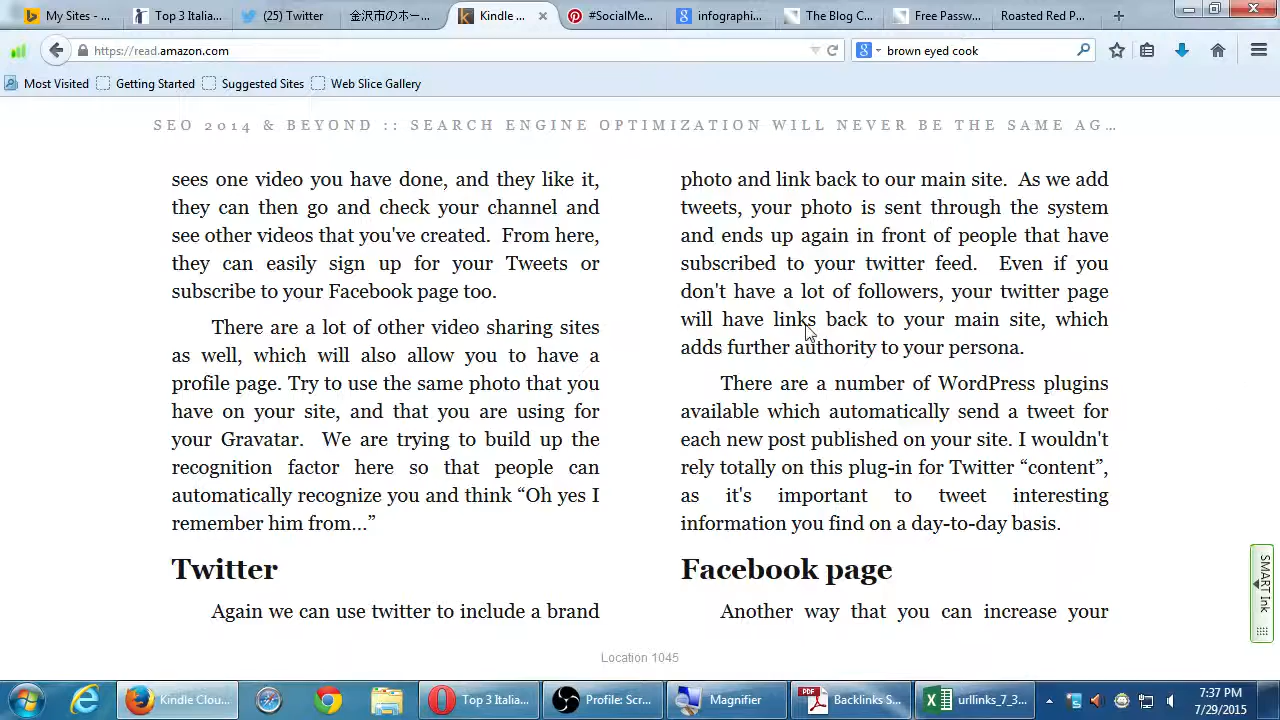 My Sites - ...
Top 3 Italia...
(25) Twitter
金沢市のホー...
Kindle ...
#SocialMe...
infographi...
The Blog C...
Free Passw...
Roasted Red P...
https://read.amazon.com
brown eyed cook
Most Visited
Getting Started
Suggested Sites
Web Slice Gallery
SEO 2014 & BEYOND :: SEARCH ENGINE OPTIMIZATION WILL NEVER BE THE SAME AG...
sees one video you have done, and they like it,
they can then go and check your channel and
see other videos that you've created. From here,
they can easily sign up for your Tweets or
subscribe to your Facebook page too.
There are a lot of other video sharing sites
as well, which will also allow you to have a
profile page. Try to use the same photo that you
have on your site, and that you are using for
your Gravatar. We are trying to build up the
recognition factor here so that people can
automatically recognize you and think “Oh yes I
remember him from...”
Twitter
Again we can use twitter to include a brand
photo and link back to our main site. As we add
tweets, your photo is sent through the system
and ends up again in front of people that have
subscribed to your twitter feed. Even if you
don't have a lot of followers, your twitter page
will have links back to your main site, which
adds further authority to your persona.
There are a number of WordPress plugins
available which automatically send a tweet for
each new post published on your site. I wouldn't
rely totally on this plug-in for Twitter “content”,
as it's important to tweet interesting
information you find on a day-to-day basis.
Facebook page
Another way that you can increase your
SMART Ink
Location 1045
Kindle Clou...
Top 3 Italia...
Profile: Scr...
Magnifier
PDF
Backlinks S...
urllinks_7_3...
7:37 PM
7/29/2015